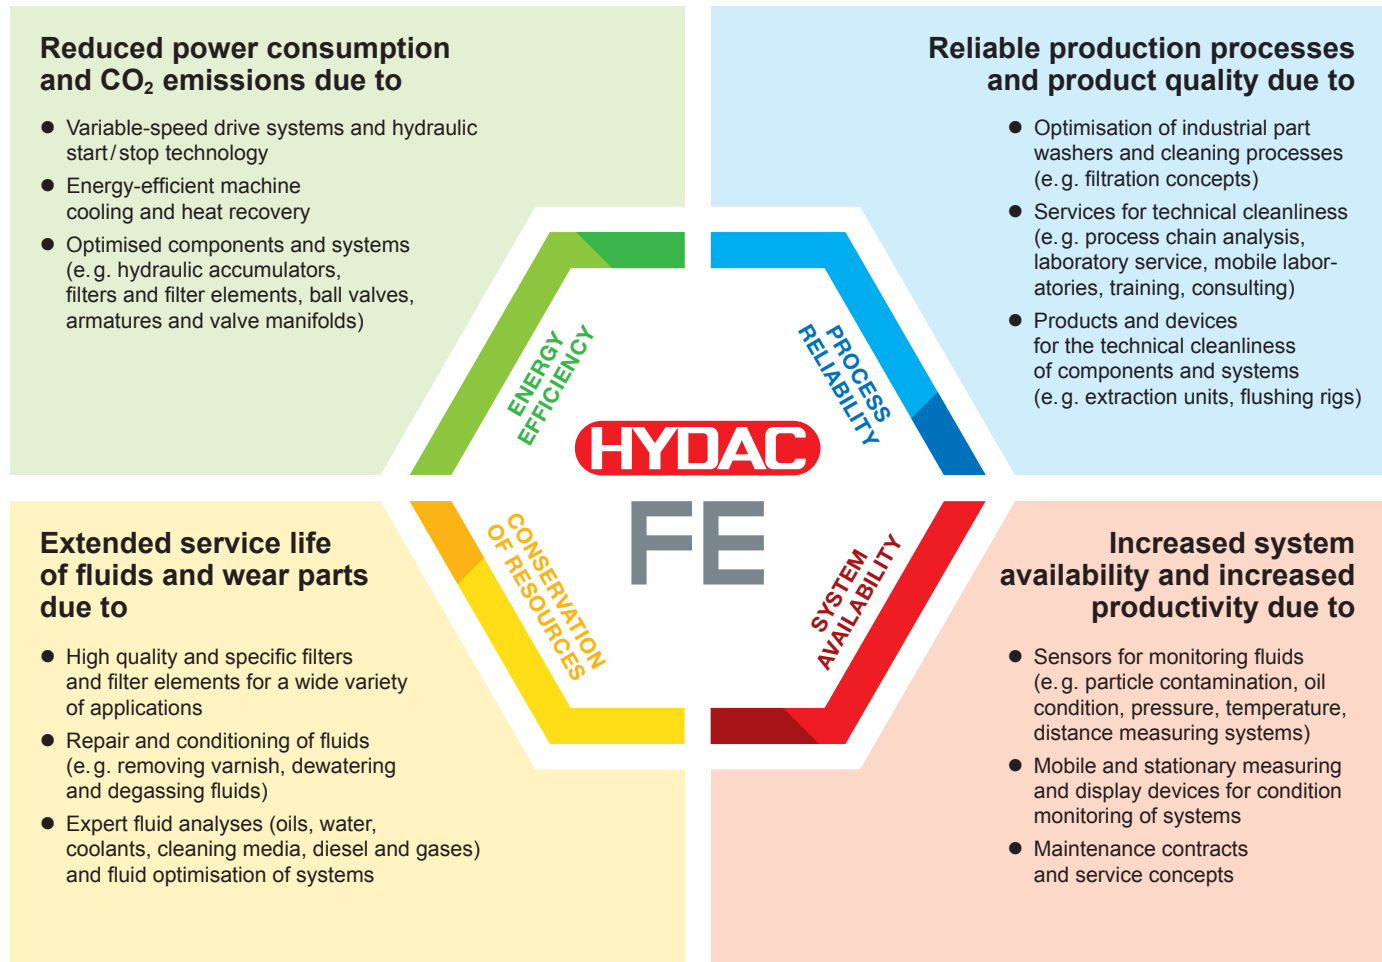 Reduced power consumption
and CO₂ emissions due to
● Variable-speed drive systems and hydraulic
start/stop technology
● Energy-efficient machine
cooling and heat recovery
● Optimised components and systems
(e.g. hydraulic accumulators,
filters and filter elements, ball valves,
armatures and valve manifolds)
Reliable production processes
and product quality due to
● Optimisation of industrial part
washers and cleaning processes
(e.g. filtration concepts)
● Services for technical cleanliness
(e.g. process chain analysis,
laboratory service, mobile labor-
atories, training, consulting)
● Products and devices
for the technical cleanliness
of components and systems
(e.g. extraction units, flushing rigs)
ENERGY
EFFICIENCY
PROCESS
RELIABILITY
HYDAC
FE
CONSERVATION
OF RESOURCES
SYSTEM
AVAILABILITY
Extended service life
of fluids and wear parts
due to
● High quality and specific filters
and filter elements for a wide variety
of applications
● Repair and conditioning of fluids
(e.g. removing varnish, dewatering
and degassing fluids)
● Expert fluid analyses (oils, water,
coolants, cleaning media, diesel and gases)
and fluid optimisation of systems
Increased system
availability and increased
productivity due to
● Sensors for monitoring fluids
(e.g. particle contamination, oil
condition, pressure, temperature,
distance measuring systems)
● Mobile and stationary measuring
and display devices for condition
monitoring of systems
● Maintenance contracts
and service concepts